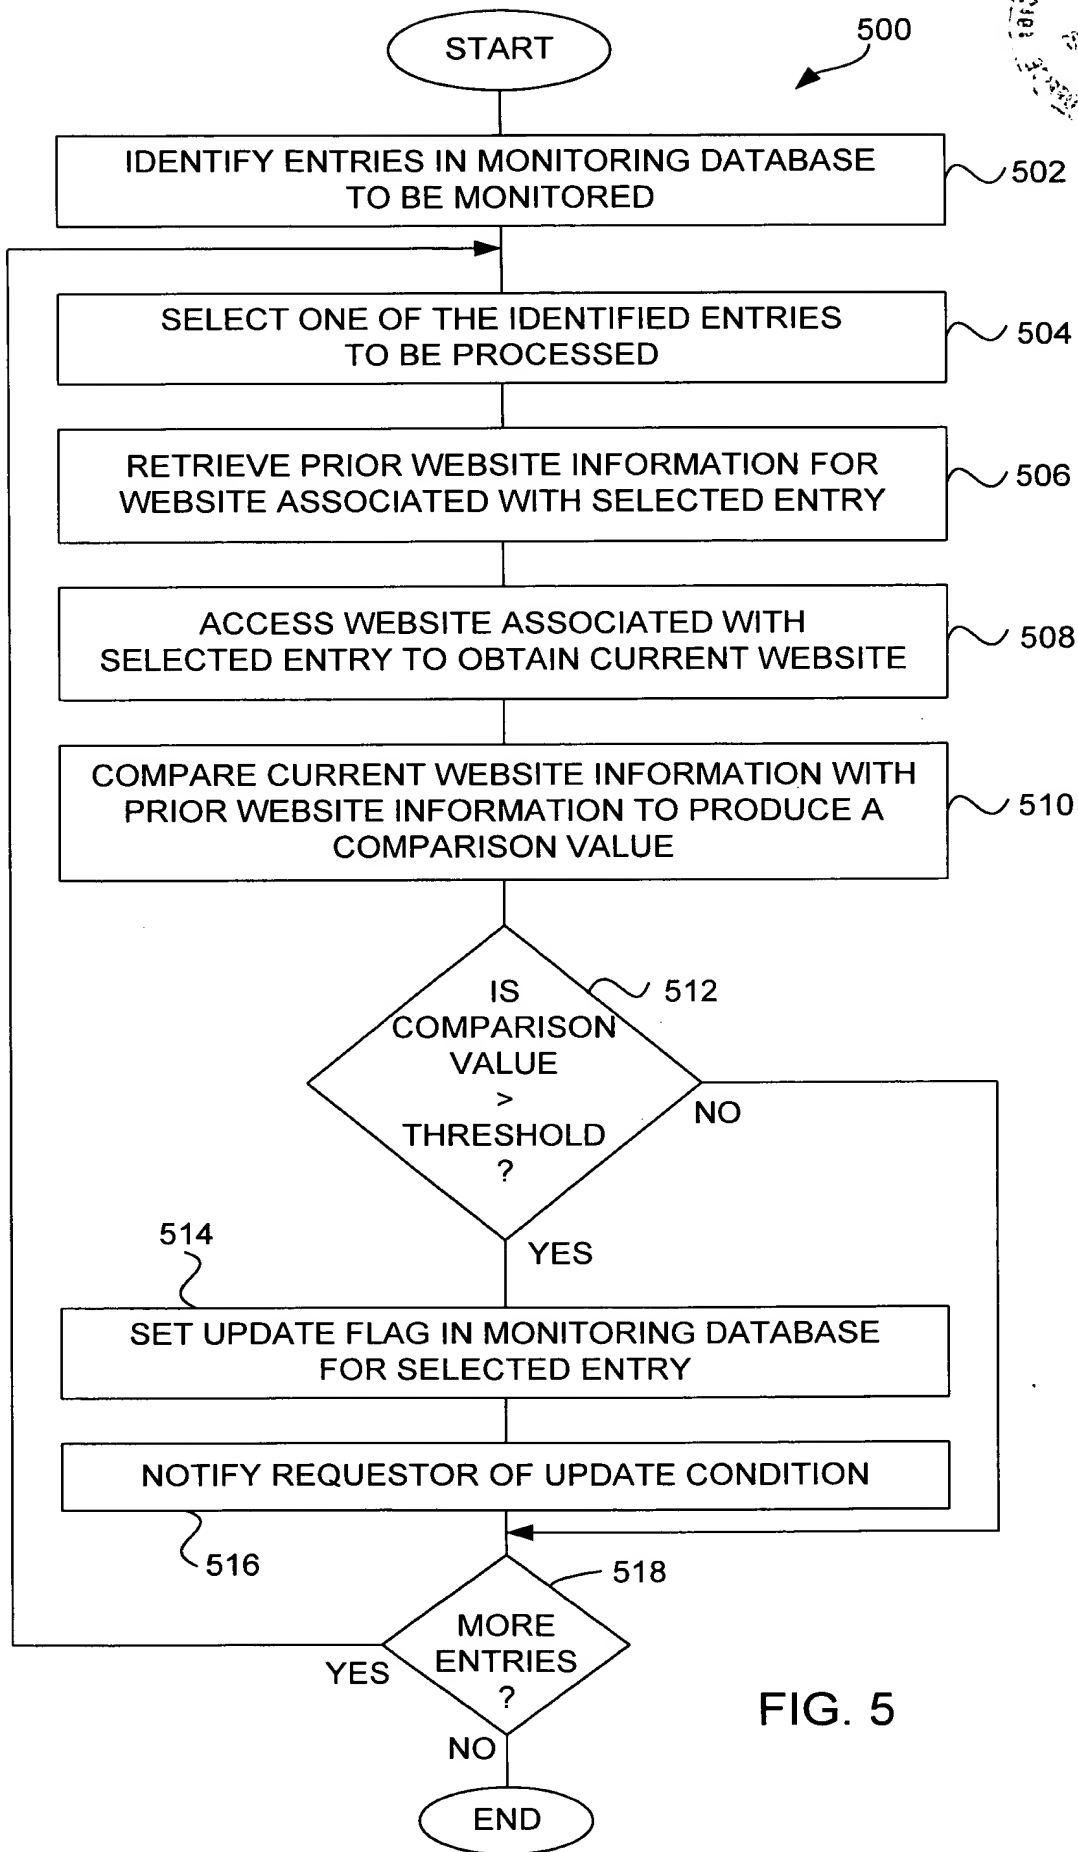 START
500
IDENTIFY ENTRIES IN MONITORING DATABASE
TO BE MONITORED
502
SELECT ONE OF THE IDENTIFIED ENTRIES
TO BE PROCESSED
504
RETRIEVE PRIOR WEBSITE INFORMATION FOR
WEBSITE ASSOCIATED WITH SELECTED ENTRY
506
ACCESS WEBSITE ASSOCIATED WITH
SELECTED ENTRY TO OBTAIN CURRENT WEBSITE
508
COMPARE CURRENT WEBSITE INFORMATION WITH
PRIOR WEBSITE INFORMATION TO PRODUCE A
COMPARISON VALUE
510
IS
COMPARISON
VALUE
>
THRESHOLD
?
512
NO
YES
514
SET UPDATE FLAG IN MONITORING DATABASE
FOR SELECTED ENTRY
NOTIFY REQUESTOR OF UPDATE CONDITION
516
518
MORE
ENTRIES
?
YES
NO
END
FIG. 5